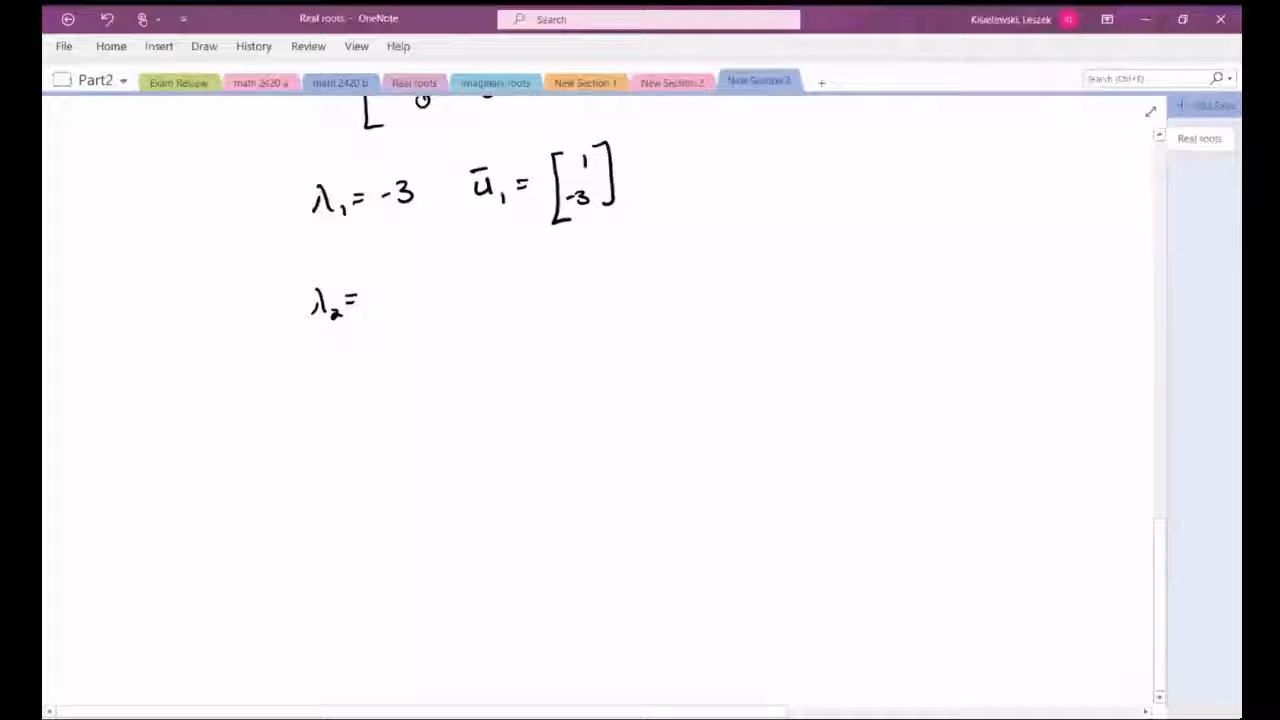 Real roots - OneNote
Search
Kisielewski, Leszek
File Home Insert Draw History Review View Help
Part2 Exam Review math 2420 a math 2420 b Real roots Imaginary roots New Section 1 New Section 2 New Section 3 +
Search (Ctrl+E)
Real roots
λ₁ = -3 ū₁ = [1
-3]
λ₂ =